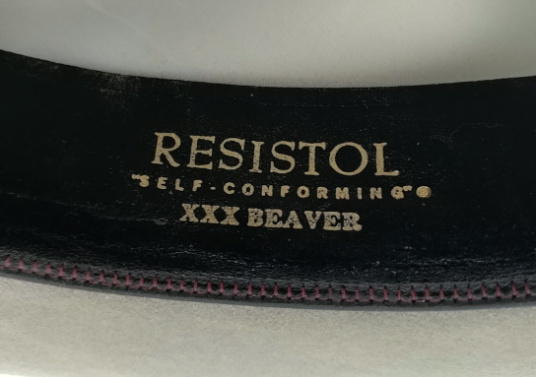 RESISTOL
"SELF-CONFORMING"®
XXX BEAVER